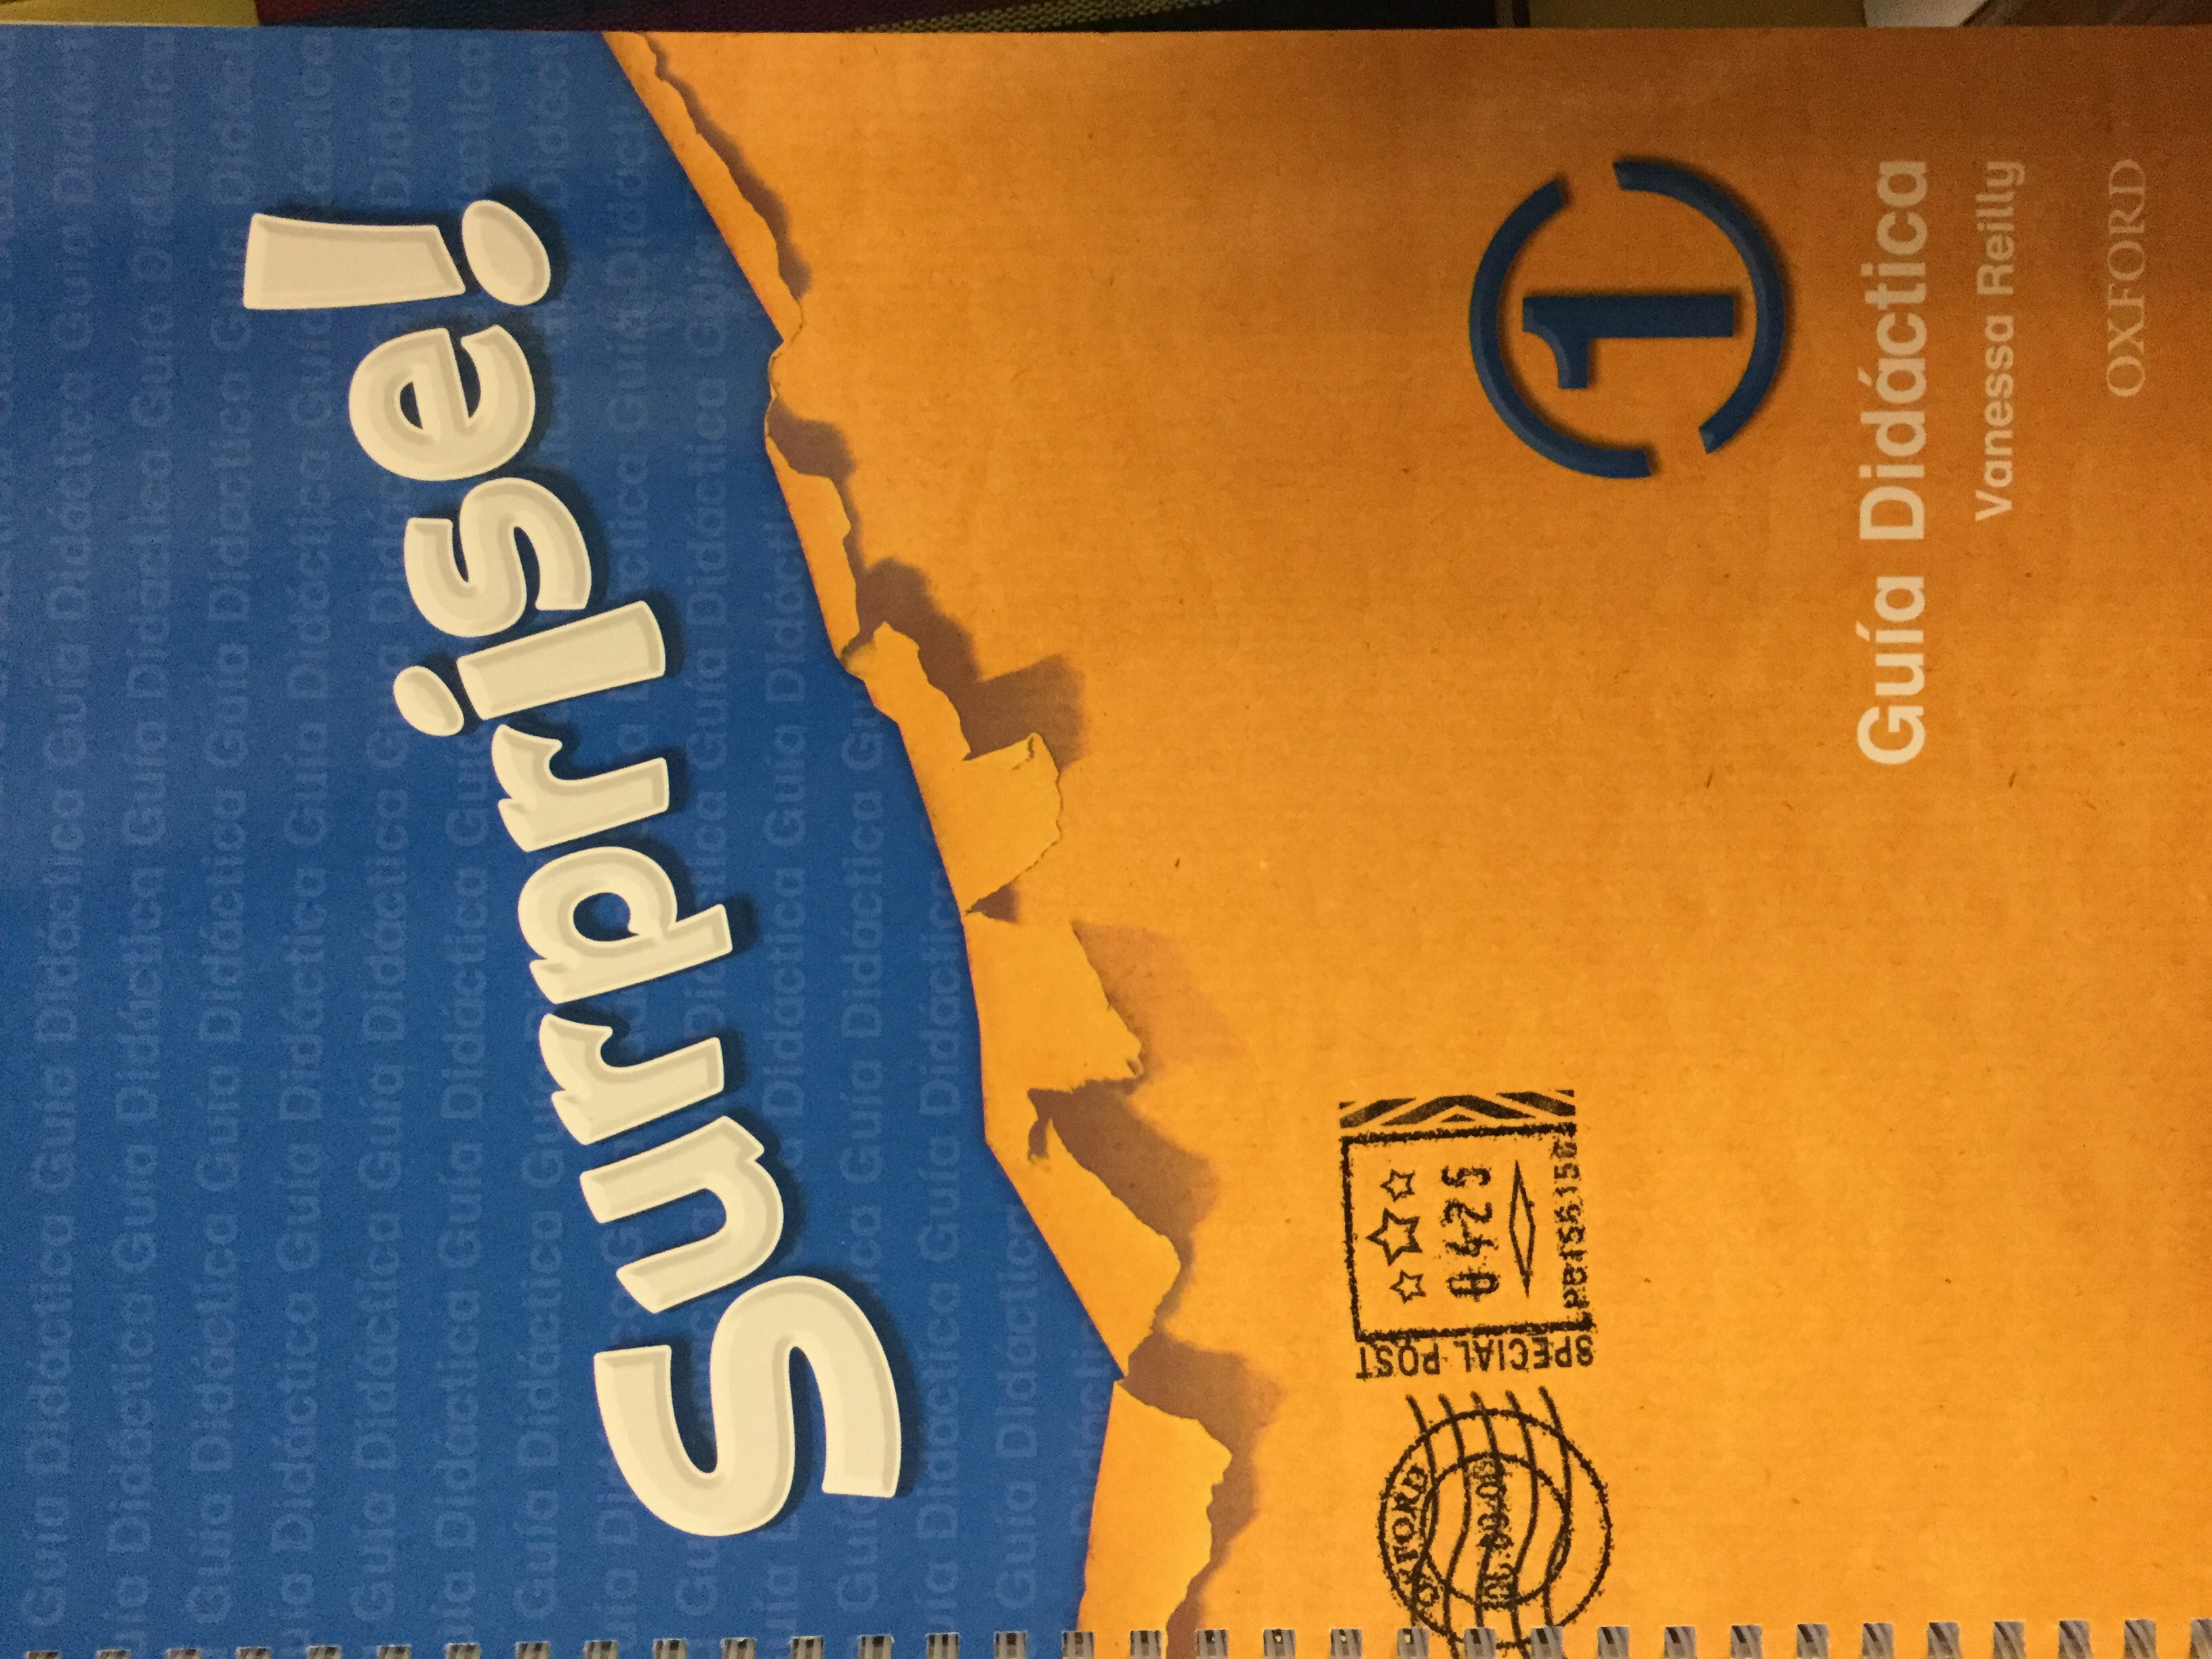 Surprise!
OXFORD
SPECIAL POST
0425
1
Guía Didáctica
Vanessa Reilly
OXFORD